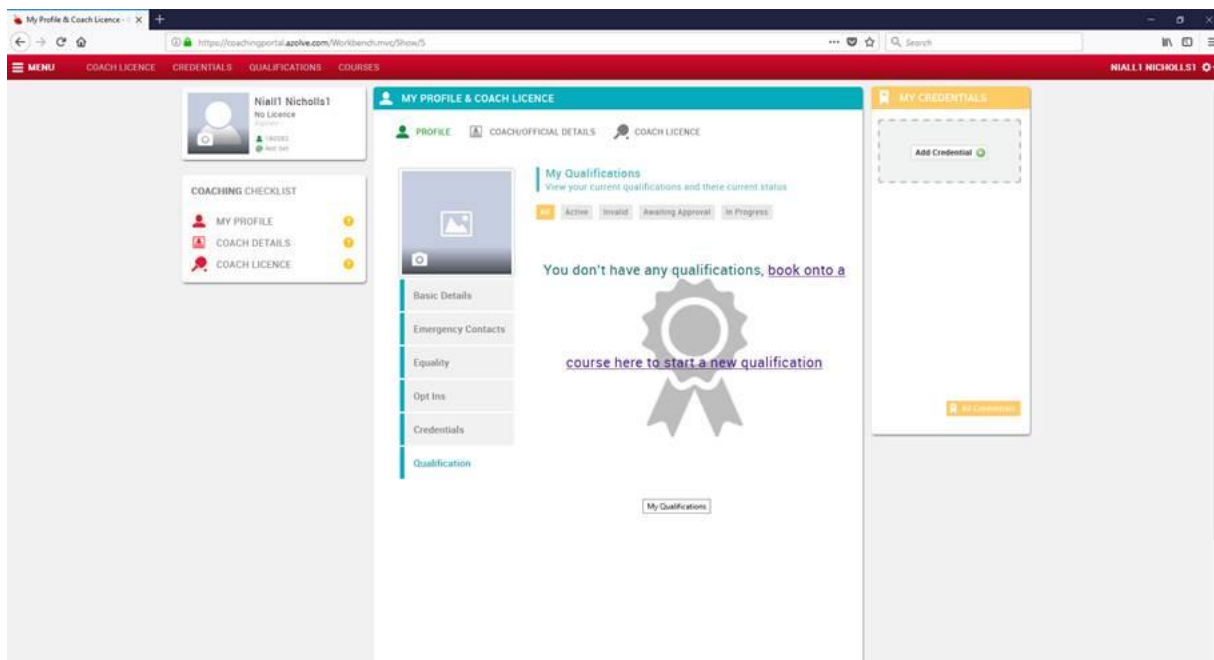 My Profile & Coach Licence -
https://coachingportal.azolve.com/Workbench.mvc/Show/5
Search
MENU COACH LICENCE CREDENTIALS QUALIFICATIONS COURSES NIALL1 NICHOLLS1
Niall1 Nicholls1
No Licence
Not Set
COACHING CHECKLIST
MY PROFILE ?
COACH DETAILS ?
COACH LICENCE ?
MY PROFILE & COACH LICENCE
PROFILE COACH/OFFICIAL DETAILS COACH LICENCE
My Qualifications
View your current qualifications and there current status
All Active Invalid Awaiting Approval In Progress
You don't have any qualifications, book onto a
course here to start a new qualification
Basic Details
Emergency Contacts
Equality
Opt Ins
Credentials
Qualification
My Qualifications
MY CREDENTIALS
Add Credential
All Credentials